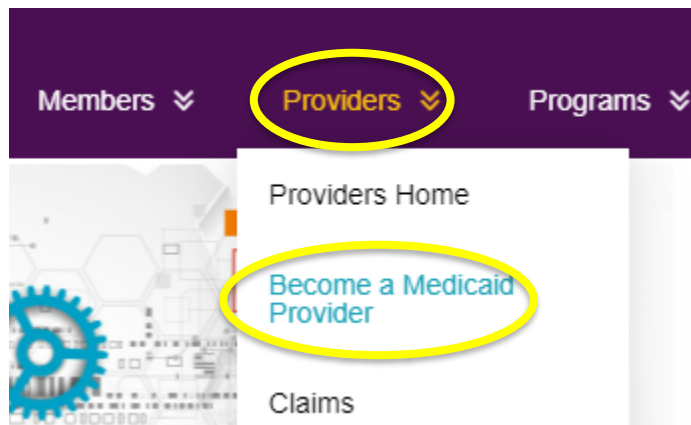 Members Providers Programs
Providers Home
Become a Medicaid
Provider
Claims